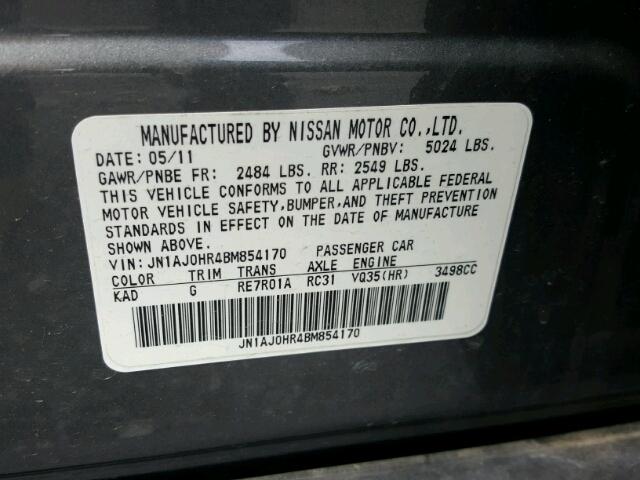 MANUFACTURED BY NISSAN MOTOR CO.,LTD.
DATE: 05/11 GVWR/PNBV: 5024 LBS.
GAWR/PNBE FR: 2484 LBS. RR: 2549 LBS.
THIS VEHICLE CONFORMS TO ALL APPLICABLE FEDERAL
MOTOR VEHICLE SAFETY,BUMPER,AND THEFT PREVENTION
STANDARDS IN EFFECT ON THE DATE OF MANUFACTURE
SHOWN ABOVE.
VIN: JN1AJ0HR4BM854170 PASSENGER CAR
COLOR TRIM TRANS AXLE ENGINE
KAD G RE7R01A RC31 VQ35(HR) 3498CC
JN1AJ0HR4BM854170